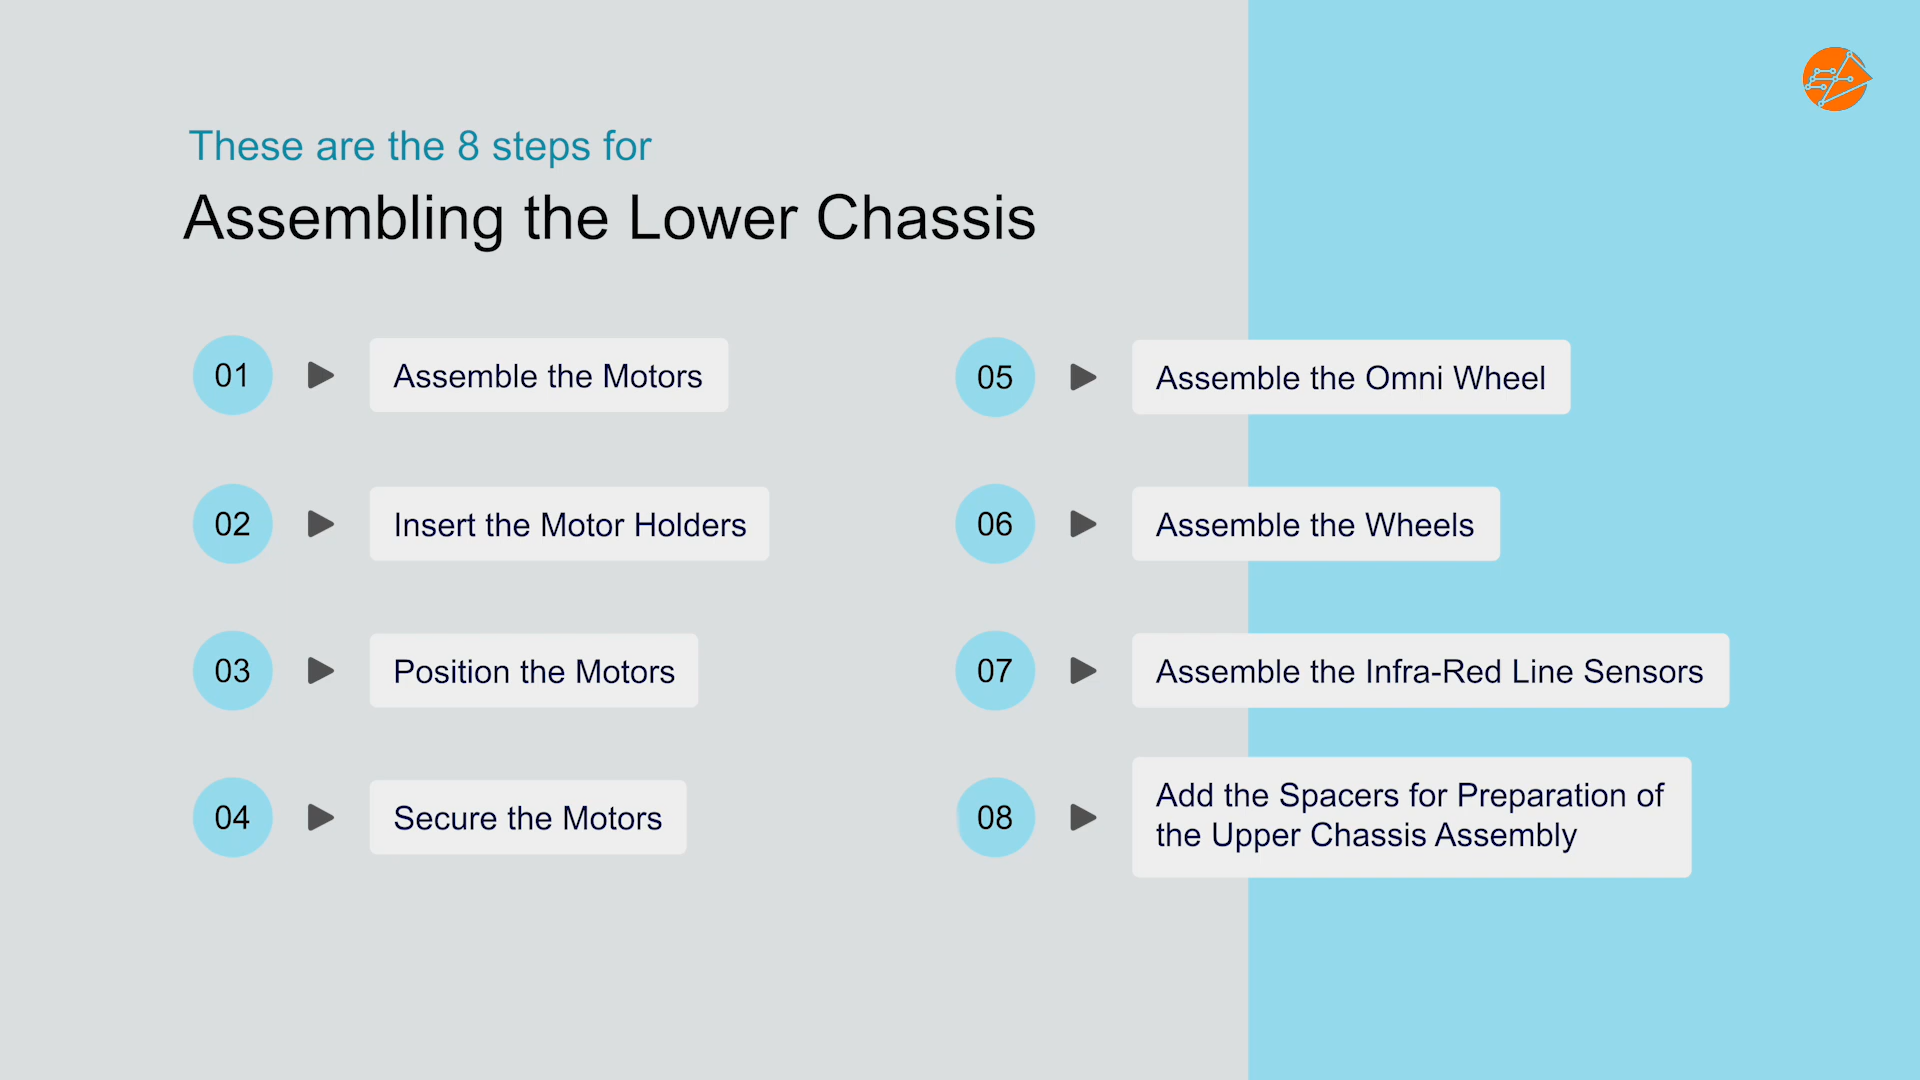 These are the 8 steps for
Assembling the Lower Chassis
01
Assemble the Motors
02
Insert the Motor Holders
03
Position the Motors
04
Secure the Motors
05
Assemble the Omni Wheel
06
Assemble the Wheels
07
Assemble the Infra-Red Line Sensors
08
Add the Spacers for Preparation of
the Upper Chassis Assembly